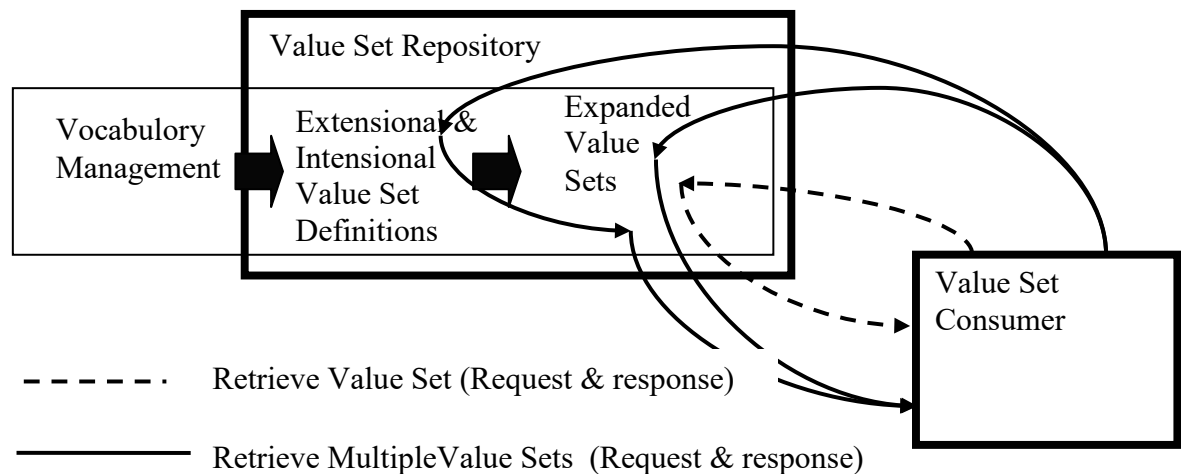 Value Set Repository
Vocabulory
Management
Extensional &
Intensional
Value Set
Definitions
Expanded
Value
Sets
Value Set
Consumer
Retrieve Value Set (Request & response)
Retrieve MultipleValue Sets (Request & response)